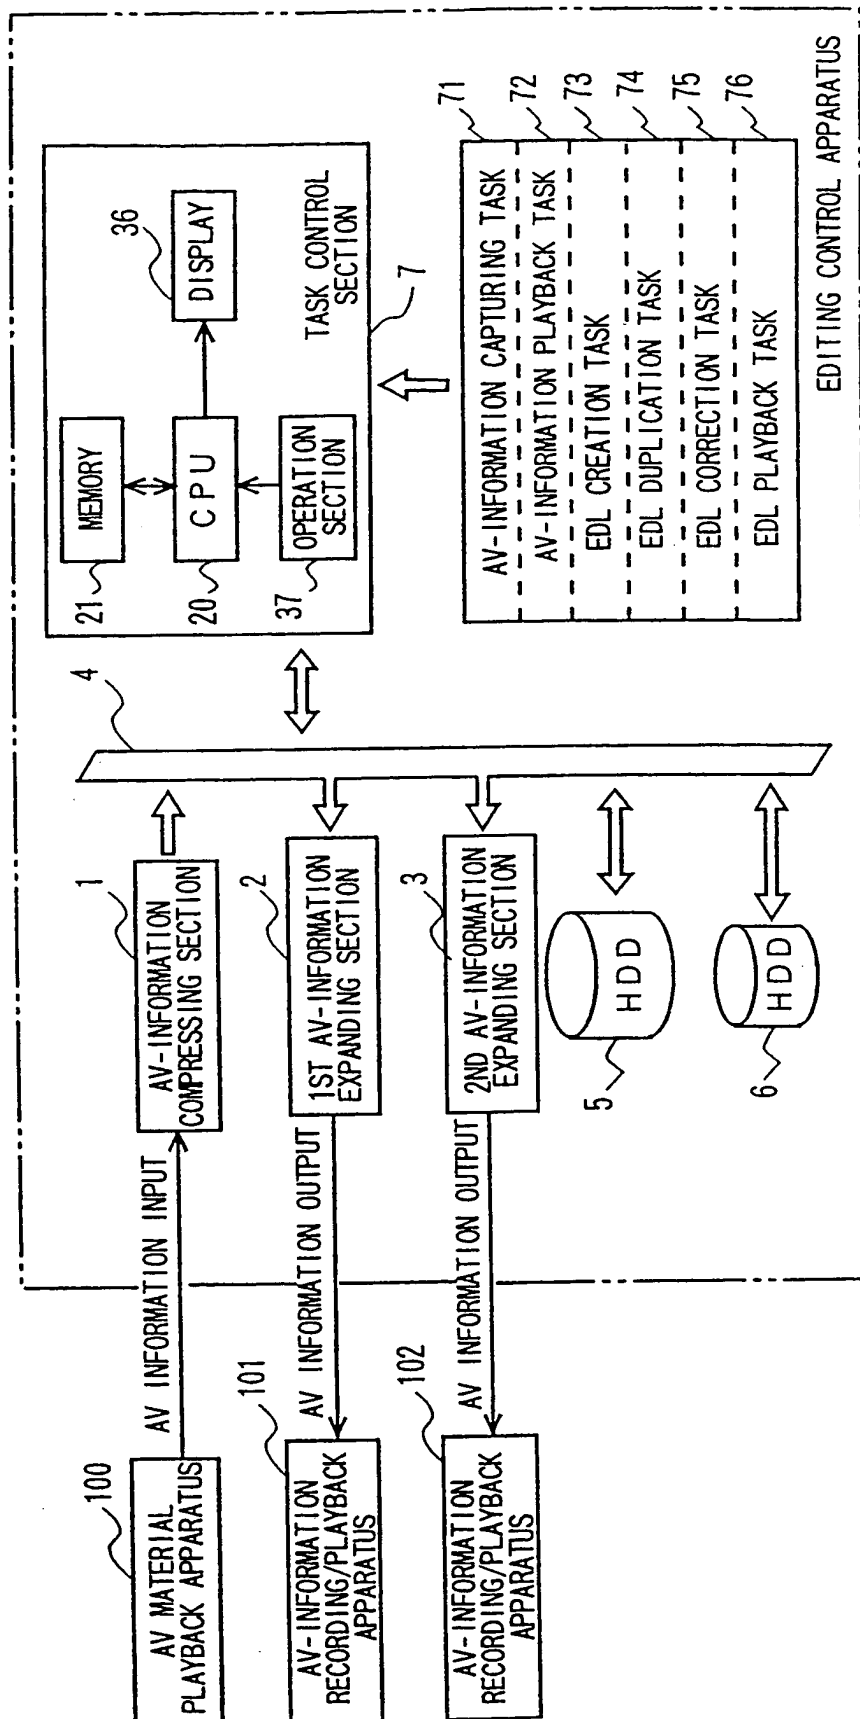 100
AV MATERIAL
PLAYBACK APPARATUS
AV INFORMATION INPUT
1
AV-INFORMATION
COMPRESSING SECTION
101
AV-INFORMATION
RECORDING/PLAYBACK
APPARATUS
AV INFORMATION OUTPUT
2
1ST AV-INFORMATION
EXPANDING SECTION
102
AV-INFORMATION
RECORDING/PLAYBACK
APPARATUS
AV INFORMATION OUTPUT
3
2ND AV-INFORMATION
EXPANDING SECTION
5
HDD
6
HDD
4
21
MEMORY
20
CPU
37
OPERATION
SECTION
36
DISPLAY
TASK CONTROL
SECTION
7
AV-INFORMATION CAPTURING TASK
71
AV-INFORMATION PLAYBACK TASK
72
EDL CREATION TASK
73
EDL DUPLICATION TASK
74
EDL CORRECTION TASK
75
EDL PLAYBACK TASK
76
EDITING CONTROL APPARATUS